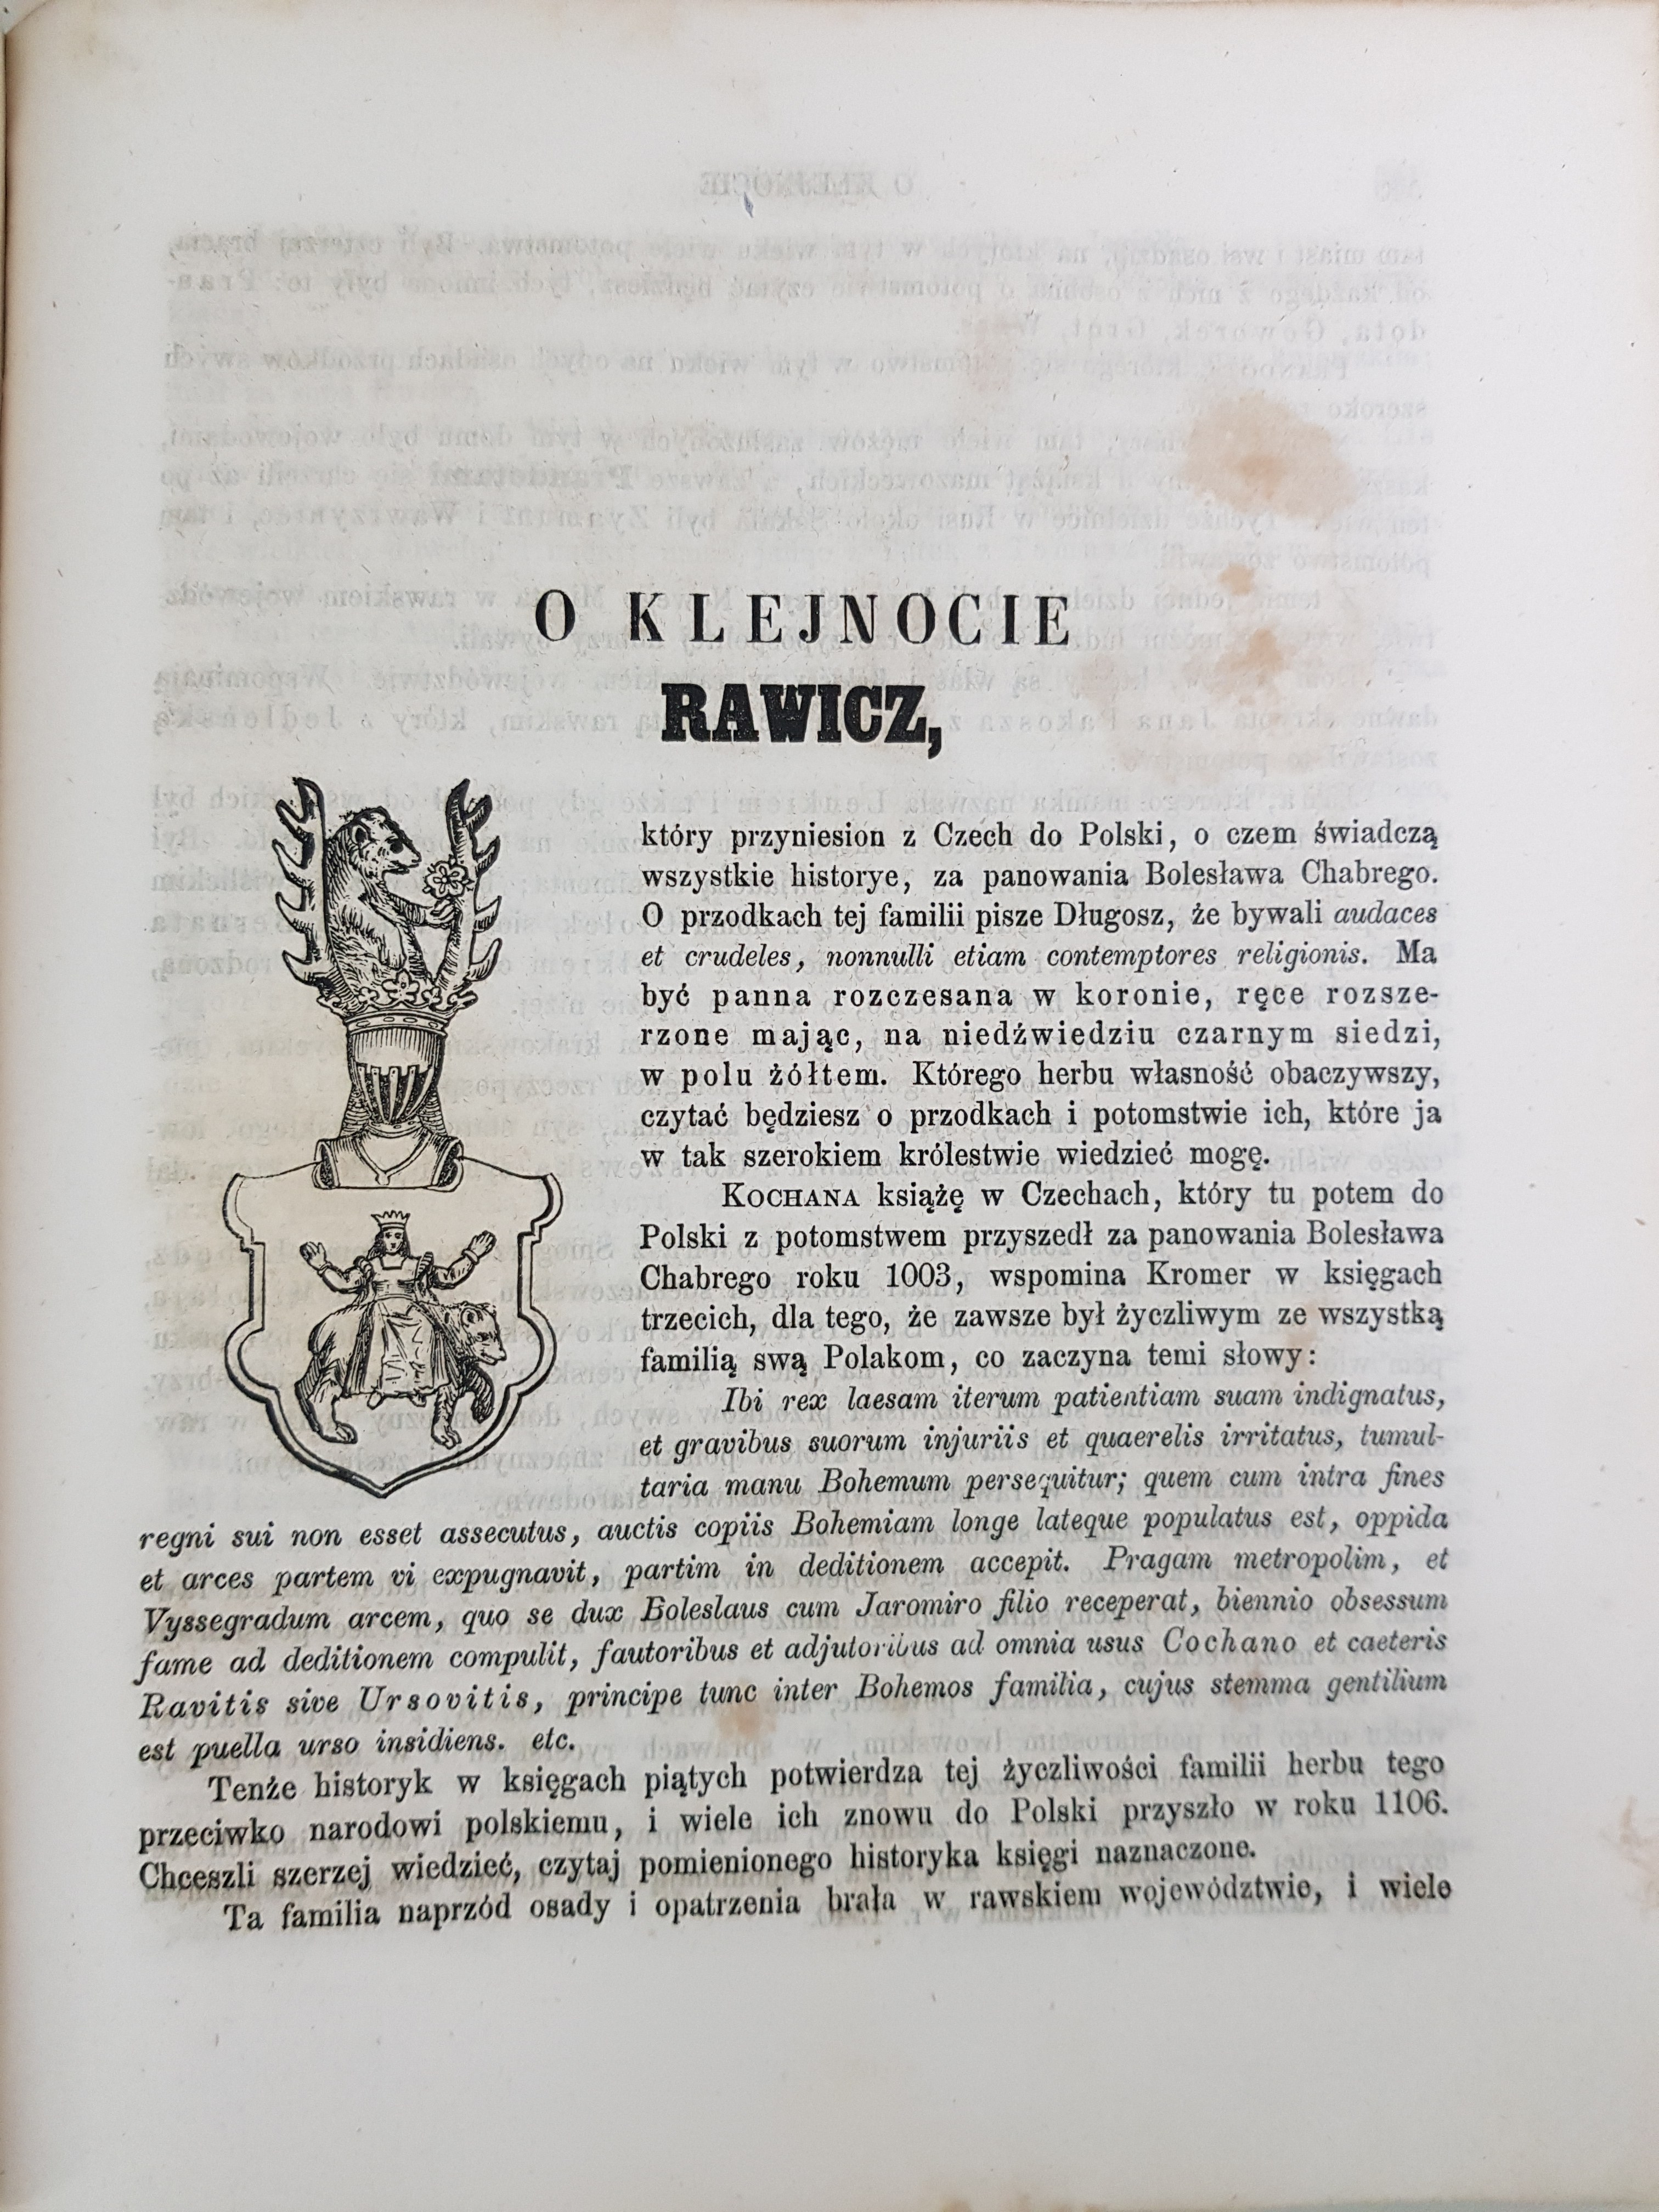 O KLEJNOCIE
RAWICZ,
który przyniesion z Czech do Polski, o czem świadczą
wszystkie historye, za panowania Bolesława Chabrego.
O przodkach tej familii pisze Długosz, że bywali audaces
et crudeles, nonnulli etiam contemptores religionis. Ma
być panna rozczesana w koronie, ręce rozsze-
rzone mając, na niedźwiedziu czarnym siedzi,
w polu żółtem. Którego herbu własność obaczywszy,
czytać będziesz o przodkach i potomstwie ich, które ja
w tak szerokiem królestwie wiedzieć mogę.
KOCHANA książę w Czechach, który tu potem do
Polski z potomstwem przyszedł za panowania Bolesława
Chabrego roku 1003, wspomina Kromer w księgach
trzecich, dla tego, że zawsze był życzliwym ze wszystką
familią swą Polakom, co zaczyna temi słowy:
Ibi rex laesam iterum patientiam suam indignatus,
et gravibus suorum injuriis et quaerelis irritatus, tumul-
taria manu Bohemum persequitur; quem cum intra fines
regni sui non esset assecutus, auctis copiis Bohemiam longe lateque populatus est, oppida
et arces partem vi expugnavit, partim in deditionem accepit. Pragam metropolim, et
Vyssegradum arcem, quo se dux Boleslaus cum Jaromiro filio receperat, biennio obsessum
fame ad deditionem compulit, fautoribus et adjutoribus ad omnia usus Cochano et caeteris
Ravitis sive Ursovitis, principe tunc inter Bohemos familia, cujus stemma gentilium
est puella urso insidiens. etc.
Tenże historyk w księgach piątych potwierdza tej życzliwości familii herbu tego
przeciwko narodowi polskiemu, i wiele ich znowu do Polski przyszło w roku 1106.
Chceszli szerzej wiedzieć, czytaj pomienionego historyka księgi naznaczone.
Ta familia naprzód osady i opatrzenia brała w rawskiem województwie, i wiele